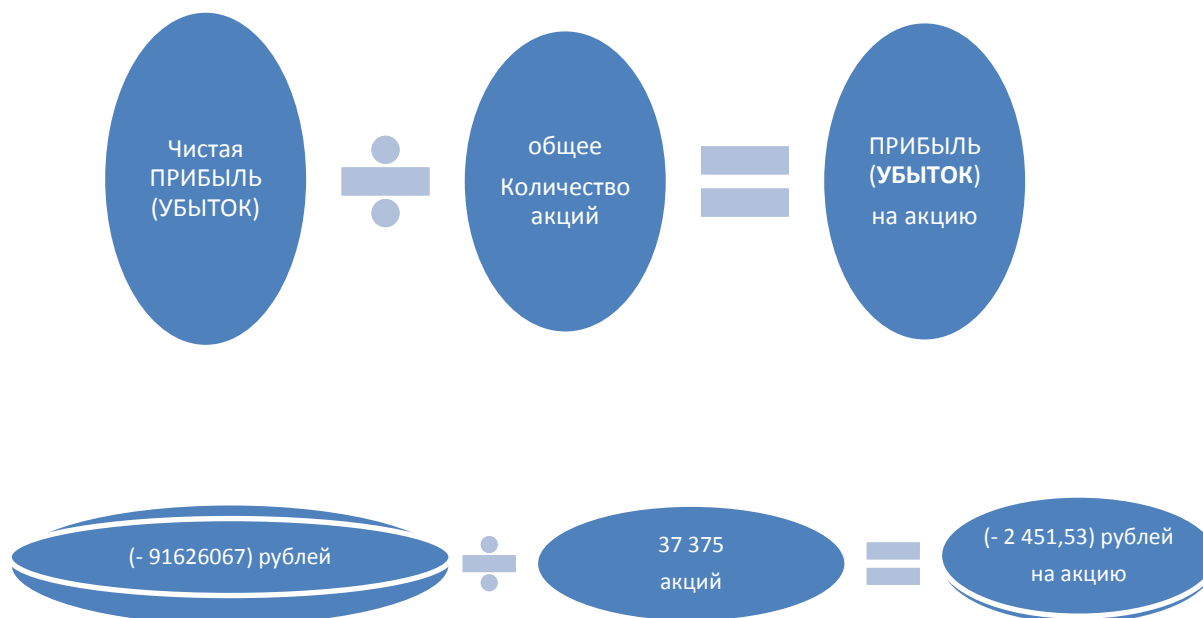 Чистая
ПРИБЫЛЬ
(УБЫТОК)
общее
Количество
акций
ПРИБЫЛЬ
(УБЫТОК)
на акцию
(- 91626067) рублей
37 375
акций
(- 2 451,53) рублей
на акцию